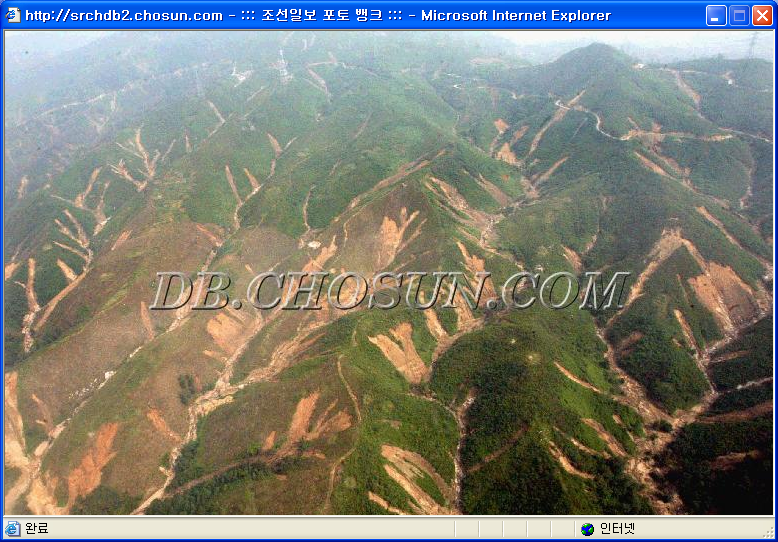 http://srchdb2.chosun.com - ::: 조선일보 포토 뱅크 ::: - Microsoft Internet Explorer
DB.CHOSUN.COM
완료
인터넷